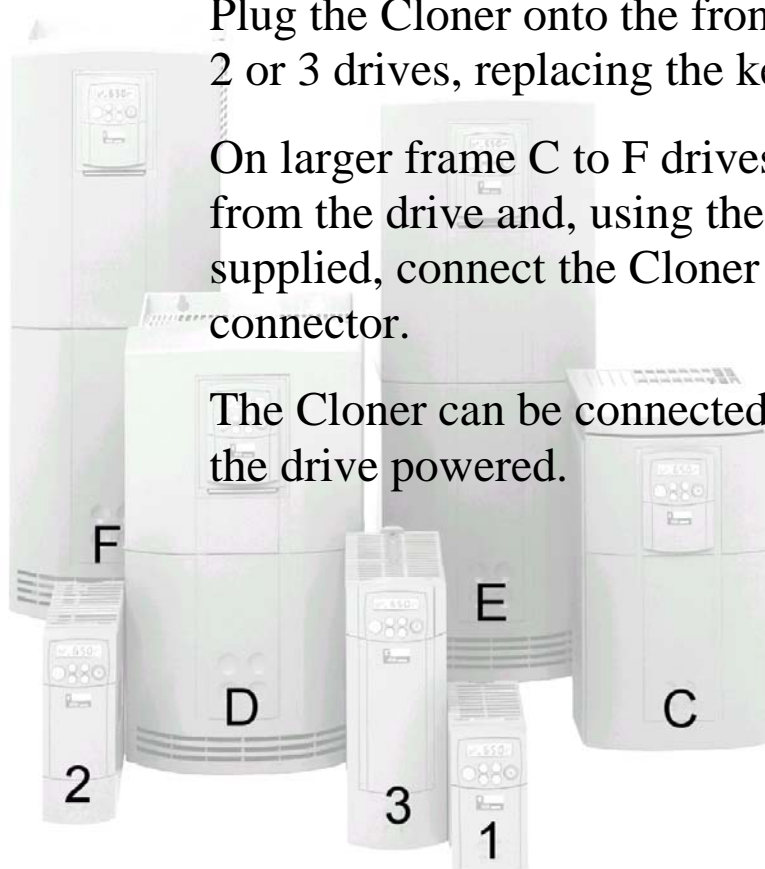 Plug the Cloner onto the fron
2 or 3 drives, replacing the k
On larger frame C to F drives
from the drive and, using the
supplied, connect the Cloner
connector.
The Cloner can be connected
the drive powered.
F
E
D
C
2
3
1